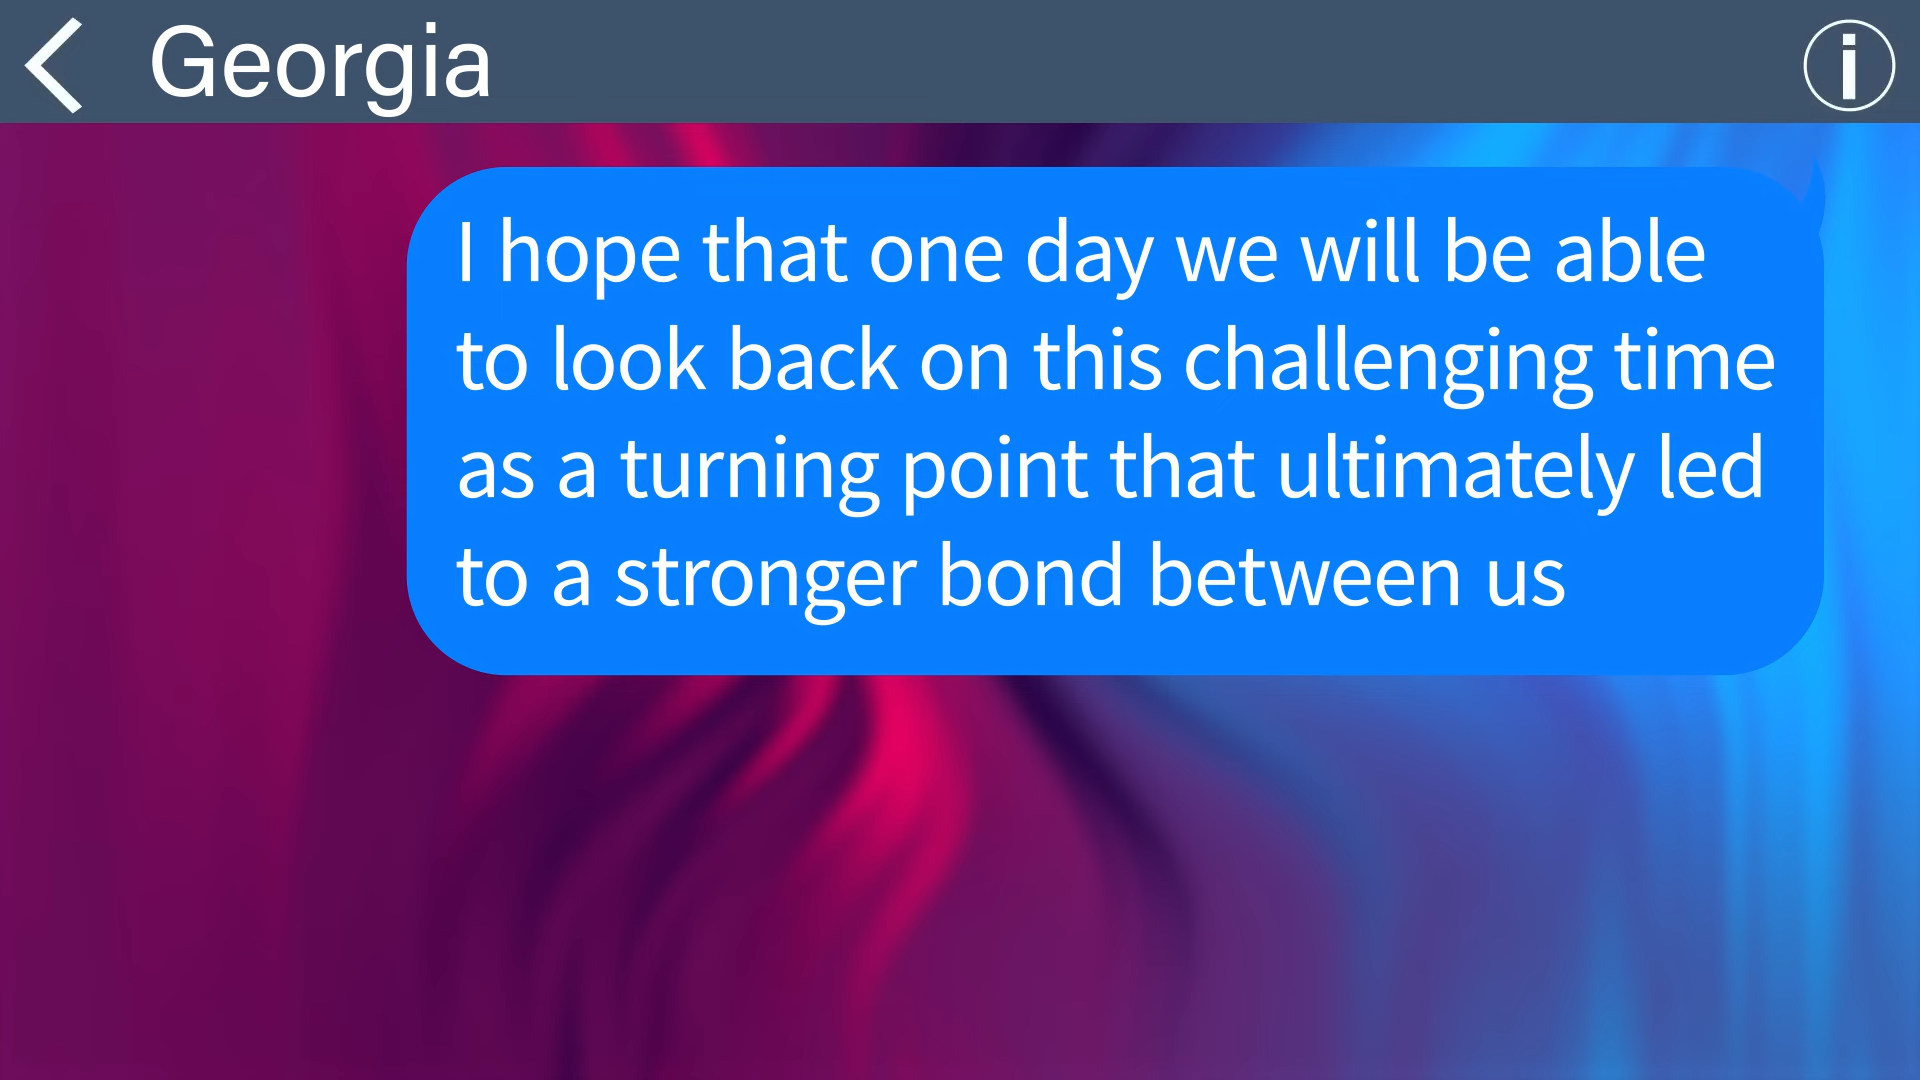 Georgia
I hope that one day we will be able
to look back on this challenging time
as a turning point that ultimately led
to a stronger bond between us